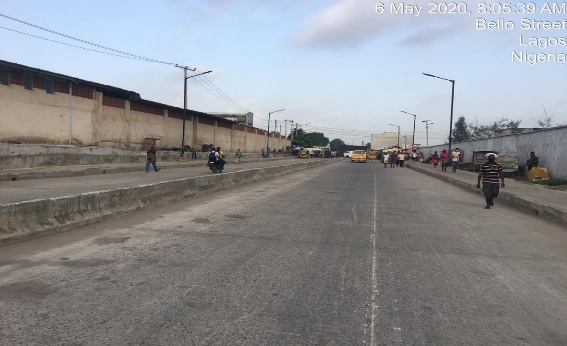 6 May 2020, 8:05:39 AM
Bello Street
Lagos
Nigeria